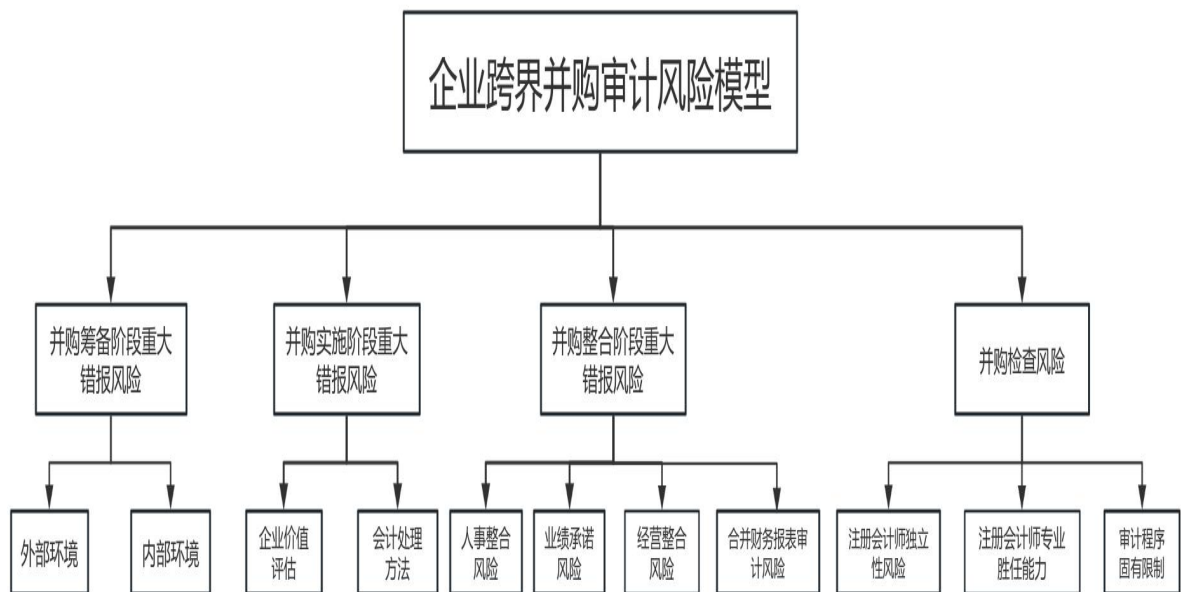 企业跨界并购审计风险模型
并购筹备阶段重大
错报风险
并购实施阶段重大
错报风险
并购整合阶段重大
错报风险
并购检查风险
外部环境
内部环境
企业价值
评估
会计处理
方法
人事整合
风险
业绩承诺
风险
经营整合
风险
合并财务报表审
计风险
注册会计师独立
性风险
注册会计师专业
胜任能力
审计程序
固有限制